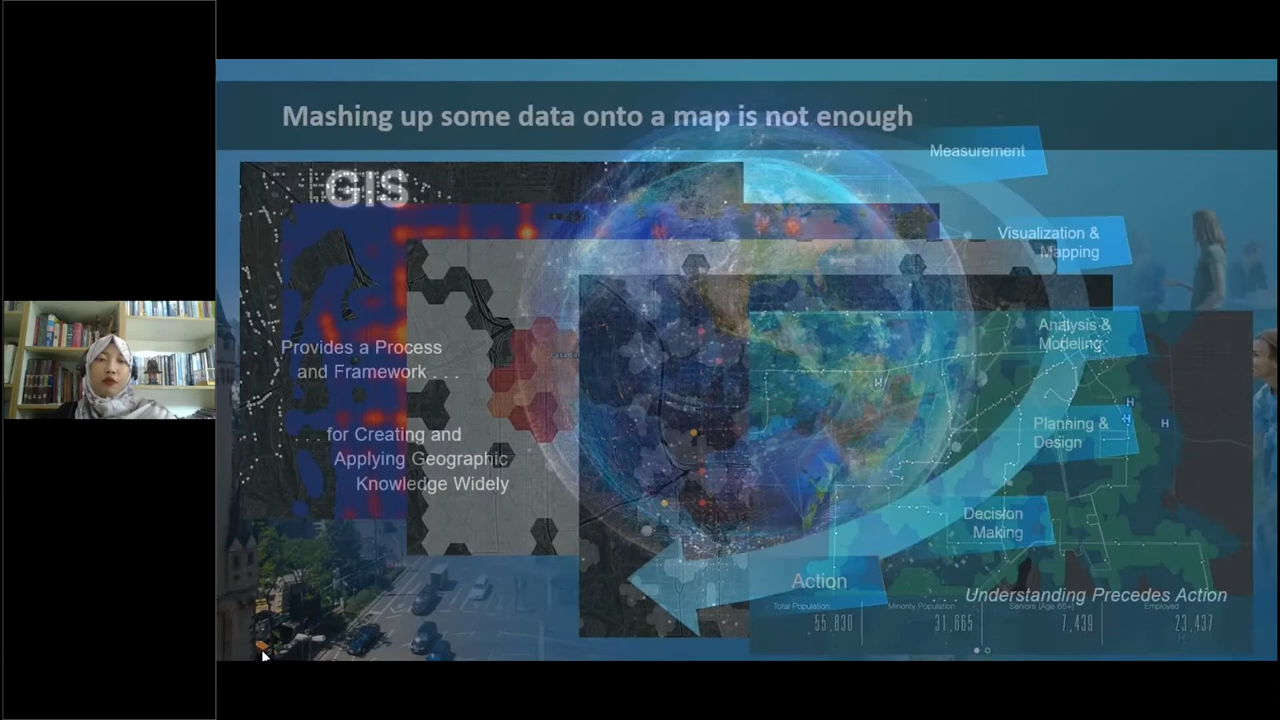 Mashing up some data onto a map is not enough
GIS
Measurement
Visualization &
Mapping
Analysis &
Modeling
Provides a Process
and Framework . . .
. . . for Creating and
Applying Geographic
Knowledge Widely
Planning &
Design
Decision
Making
Action
. . . . Understanding Precedes Action
Total Population
55,830
Minority Population
31,665
Seniors (Age 65+)
7,439
Employed
23,437
H
H
H